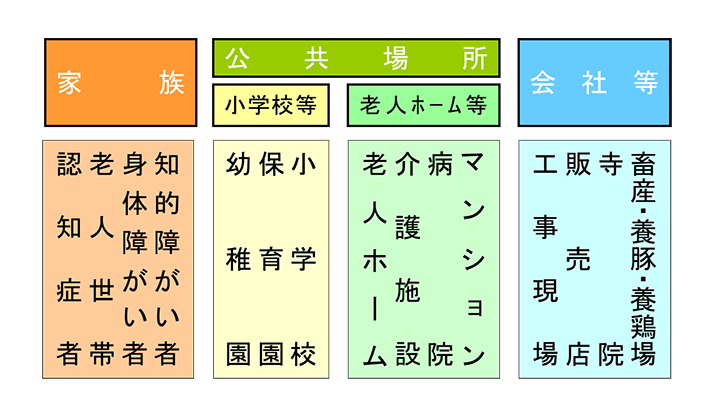 家族
公共場所
小学校等
老人ホーム等
会社等
知的障がい者
身体障がい者
老人世帯
認知症者
小学校
保育園
幼稚園
マンション
病院
介護施設
老人ホーム
畜産・養豚・養鶏場
寺院
販売店
工事現場